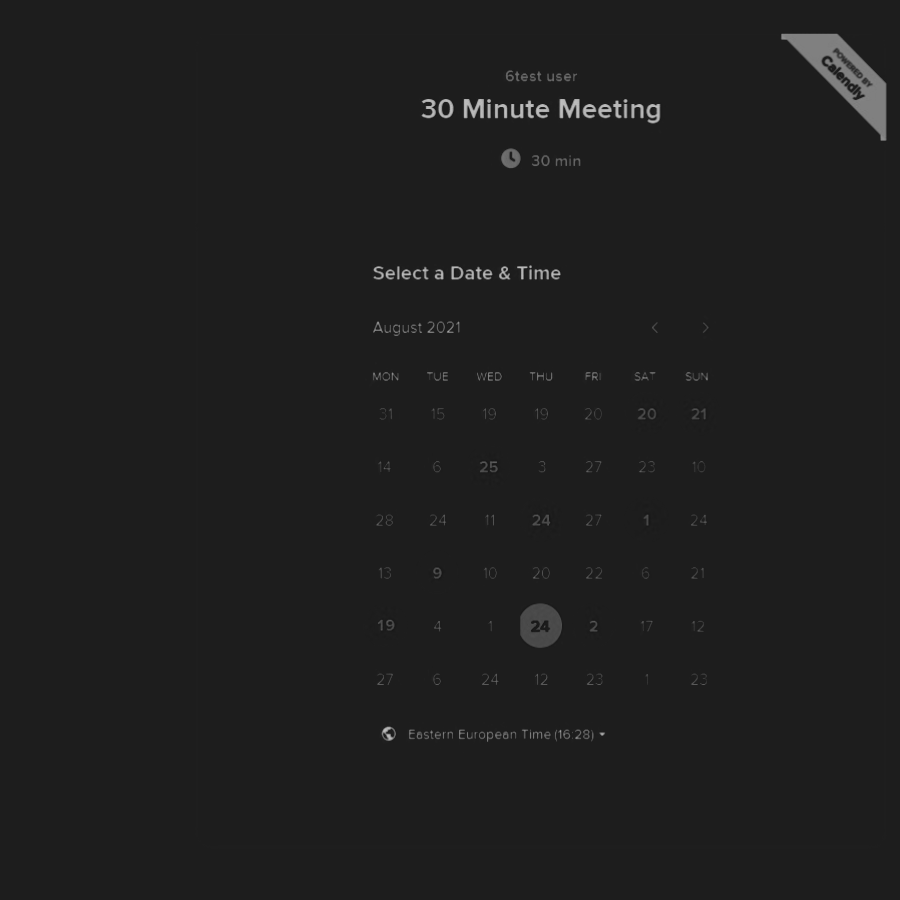 POWERED BY
Calendly
6test user
30 Minute Meeting
30 min
Select a Date & Time
August 2021
MON TUE WED THU FRI SAT SUN
31 15 19 19 20 20 21
14 6 25 3 27 23 10
28 24 11 24 27 1 24
13 9 10 20 22 6 21
19 4 1 24 2 17 12
27 6 24 12 23 1 23
Eastern European Time (16:28)